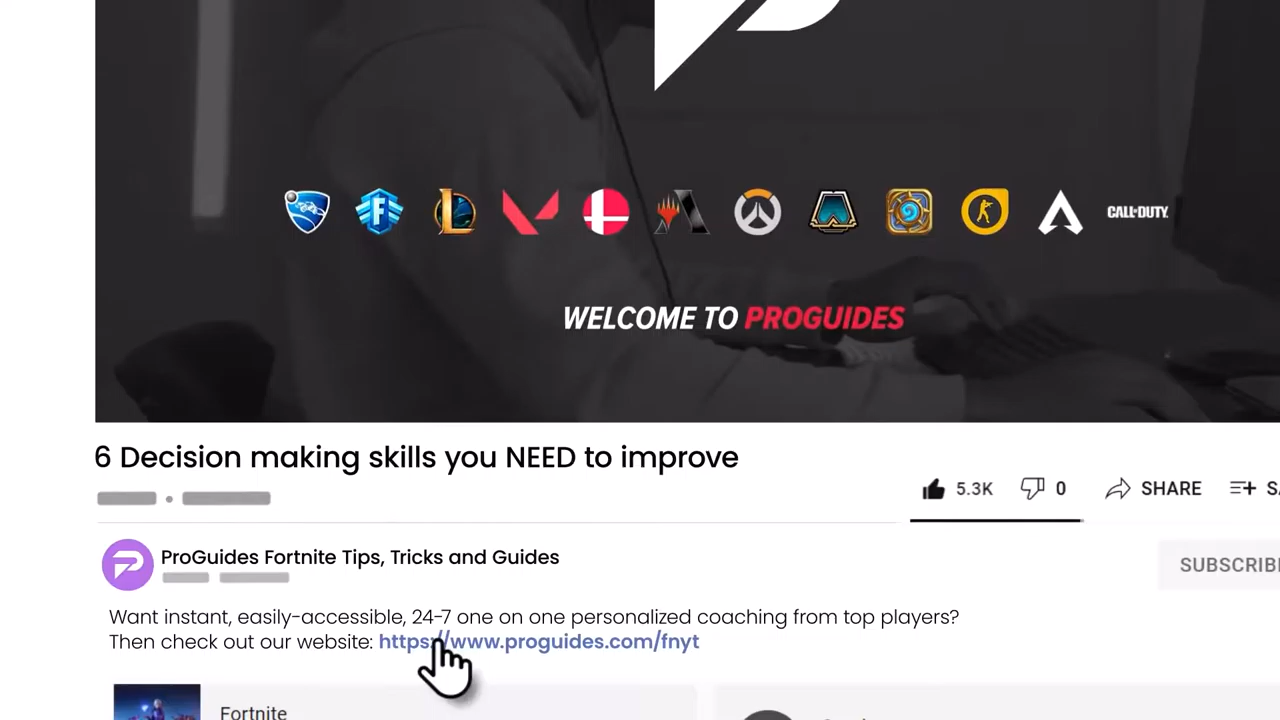 CALL·DUTY.
WELCOME TO PROGUIDES
6 Decision making skills you NEED to improve
5.3K 0 SHARE
ProGuides Fortnite Tips, Tricks and Guides
SUBSCRIBE
Want instant, easily-accessible, 24-7 one on one personalized coaching from top players?
Then check out our website: https://www.proguides.com/fnyt
Fortnite